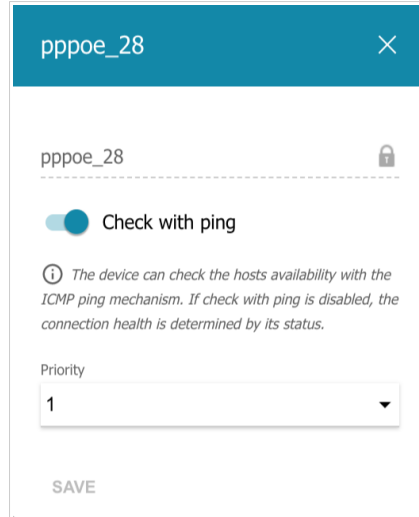 pppoe_28
pppoe_28
Check with ping
The device can check the hosts availability with the
ICMP ping mechanism. If check with ping is disabled, the
connection health is determined by its status.
Priority
1
SAVE